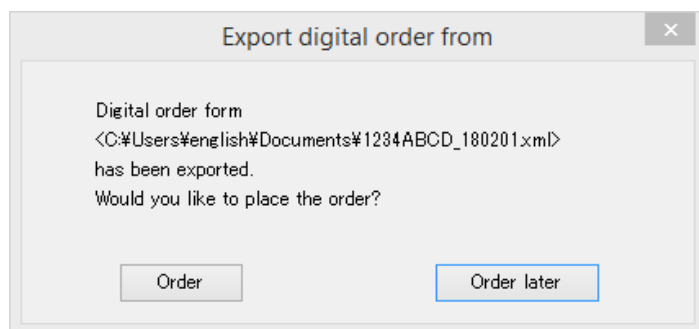 Export digital order from
×
Digital order form
<C:¥Users¥english¥Documents¥1234ABCD_180201.xml>
has been exported.
Would you like to place the order?
Order
Order later